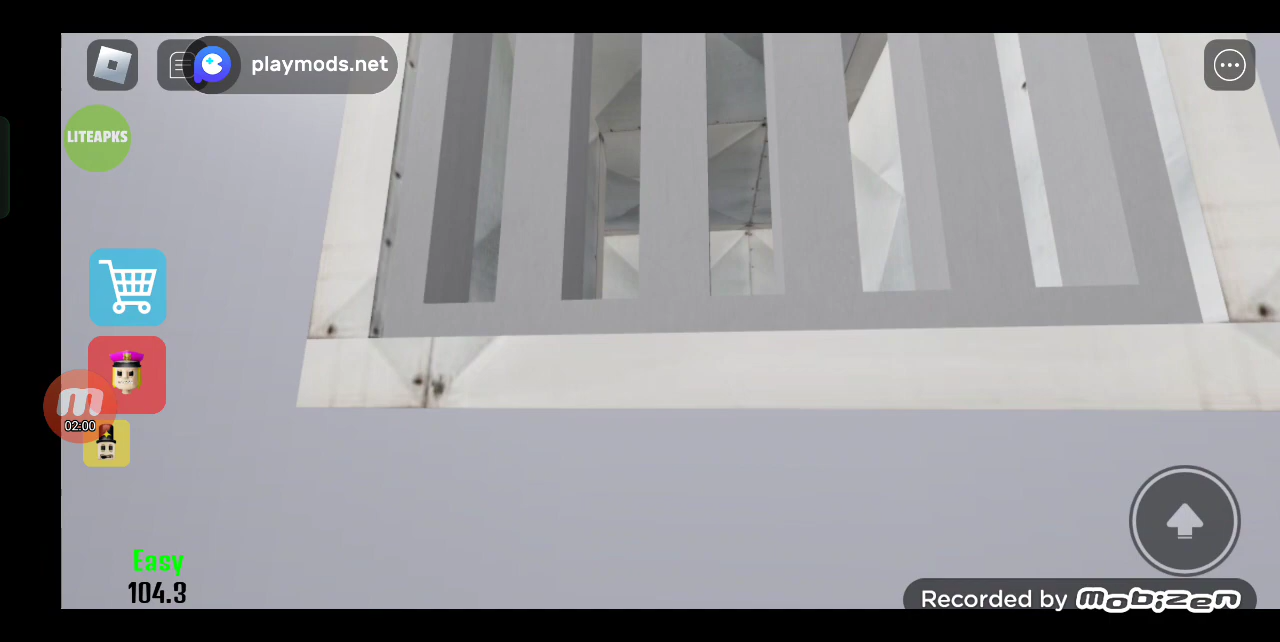 playmods.net
LITEAPKS
02:00
Easy
104.3
Recorded by mobizen